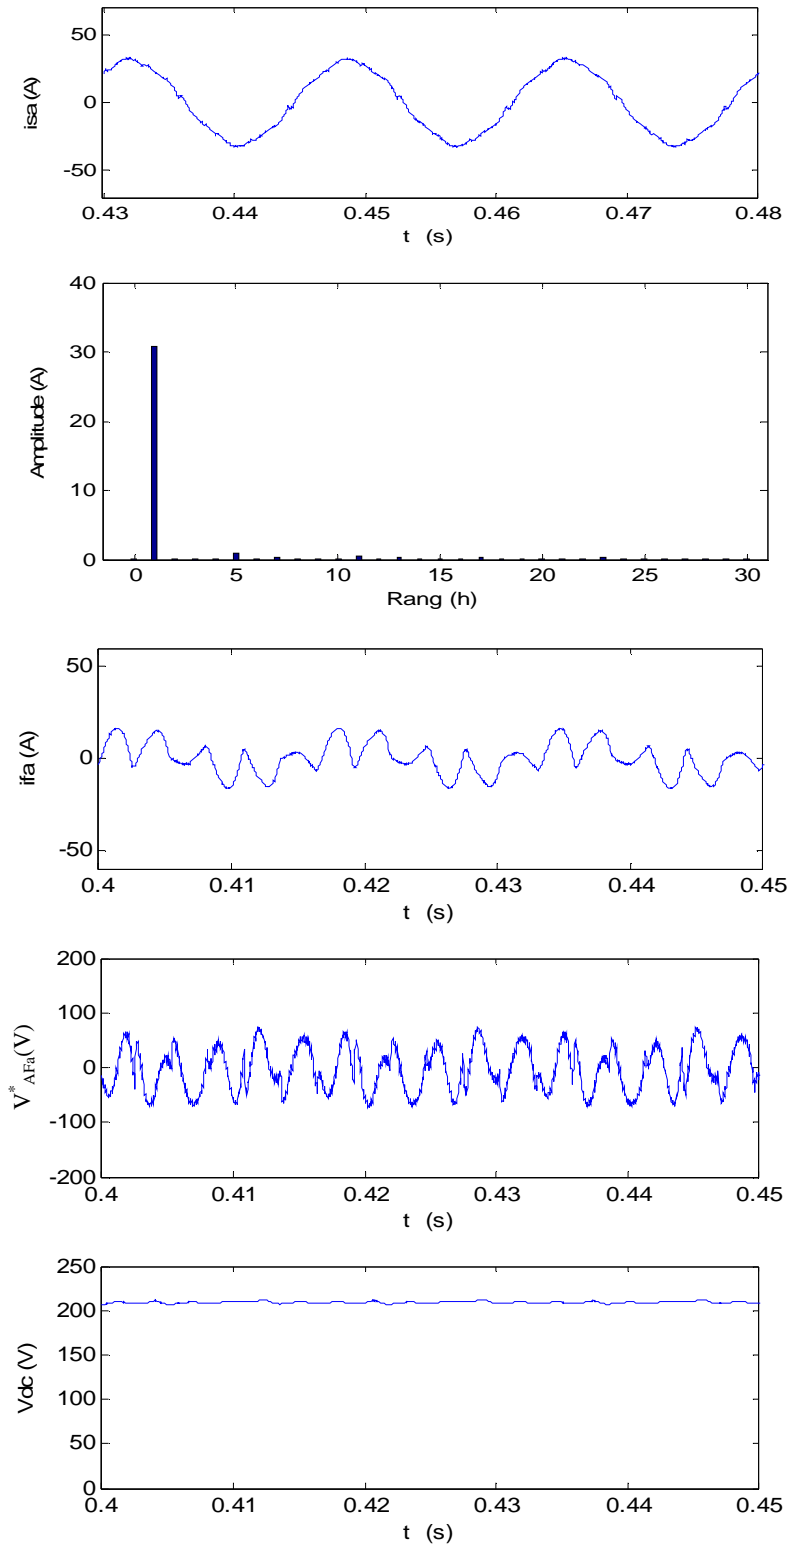 50
0
-50
isa (A)
0.43 0.44 0.45 0.46 0.47 0.48
t (s)
40
30
20
10
0
Amplitude (A)
0 5 10 15 20 25 30
Rang (h)
50
0
-50
ifa (A)
0.4 0.41 0.42 0.43 0.44 0.45
t (s)
200
100
0
-100
-200
V*AFa(V)
0.4 0.41 0.42 0.43 0.44 0.45
t (s)
250
200
150
100
50
0
Vdc (V)
0.4 0.41 0.42 0.43 0.44 0.45
t (s)